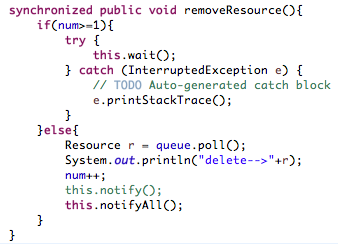 synchronized public void removeResource(){
    if(num>=1){
        try {
            this.wait();
        } catch (InterruptedException e) {
            // TODO Auto-generated catch block
            e.printStackTrace();
        }
    }else{
        Resource r = queue.poll();
        System.out.println("delete-->"+r);
        num++;
        this.notify();
        this.notifyAll();
    }
}